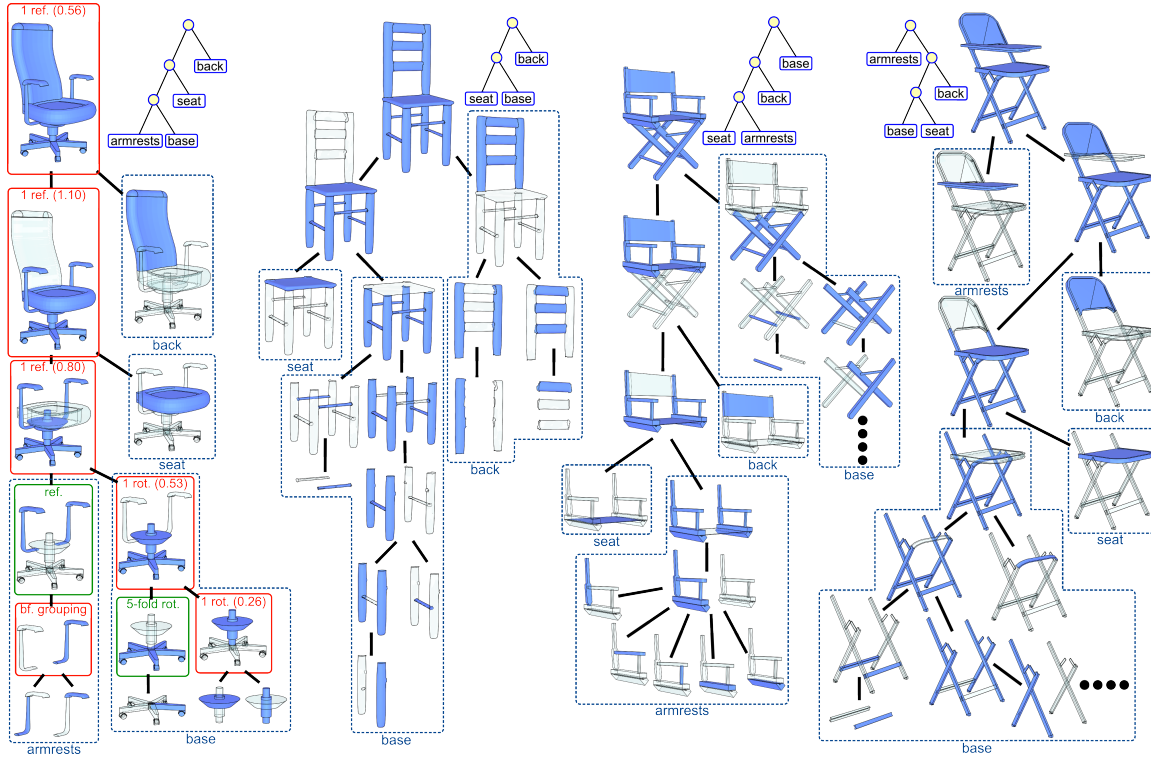 1 ref. (0.56)
back
seat
armrests
base
1 ref. (1.10)
back
1 ref. (0.80)
seat
ref.
1 rot. (0.53)
bf. grouping
5-fold rot.
1 rot. (0.26)
armrests
base
back
seat
base
seat
back
base
base
back
seat
armrests
back
base
seat
armrests
armrests
back
base
seat
armrests
back
seat
base